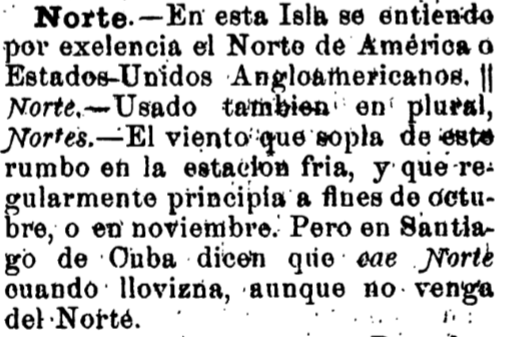 Norte.—En esta Isla se entiende
por exelencia el Norte de América o
Estados-Unidos Angloamericanos. ||
Norte.—Usado tambien en plural,
Nortes.—El viento que sopla de este
rumbo en la estacion fria, y que re-
gularmente principia a fines de octu-
bre, o en noviembre. Pero en Santia-
go de Cuba dicen que cae Norte
cuando llovizna, aunque no venga
del Norte.